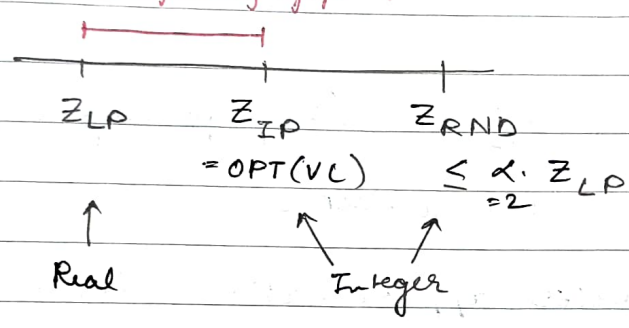 Z_LP Z_IP Z_RND
= OPT(VC) ≤ α. Z_LP
=2
Real Integer